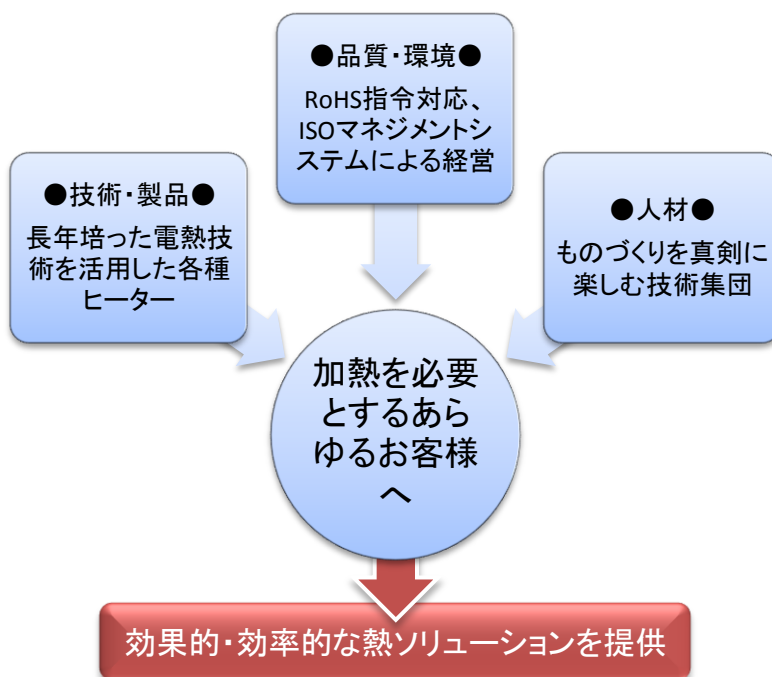 ●品質・環境●
RoHS指令対応、
ISOマネジメントシ
ステムによる経営
●技術・製品●
長年培った電熱技
術を活用した各種
ヒーター
●人材●
ものづくりを真剣に
楽しむ技術集団
加熱を必要
とするあら
ゆるお客様
へ
効果的・効率的な熱ソリューションを提供